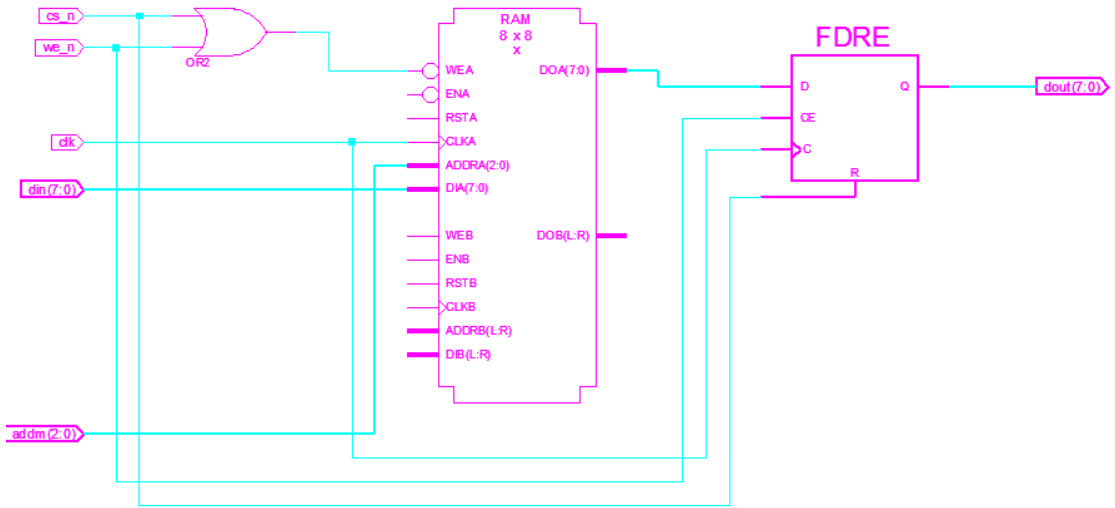 cs_n
we_n
OR2
clk
din(7:0)
addm(2:0)
RAM
8 x 8
x
WEA
ENA
RSTA
CLKA
ADDRA(2:0)
DIA(7:0)
WEB
ENB
RSTB
CLKB
ADDRB(L:R)
DIB(L:R)
DOA(7:0)
DOB(L:R)
FDRE
D
CE
C
R
Q
dout(7:0)